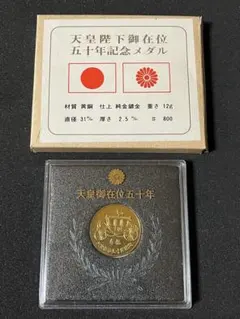 天皇陛下御在位
五十年記念メダル
材質 黄銅 仕上 純金鍍金 重さ 12g
直径 31㎜ 厚さ 2.5㎜ ¥ 800
天皇御在位五十年